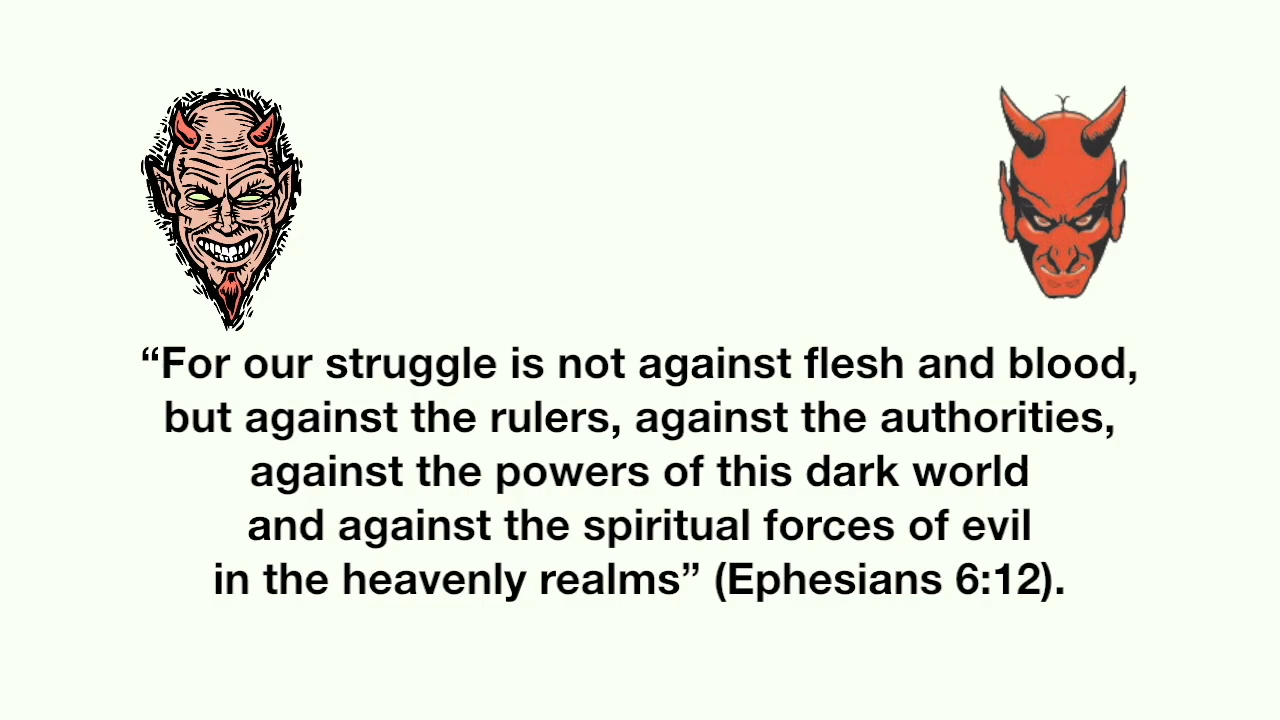 “For our struggle is not against flesh and blood,
but against the rulers, against the authorities,
against the powers of this dark world
and against the spiritual forces of evil
in the heavenly realms” (Ephesians 6:12).